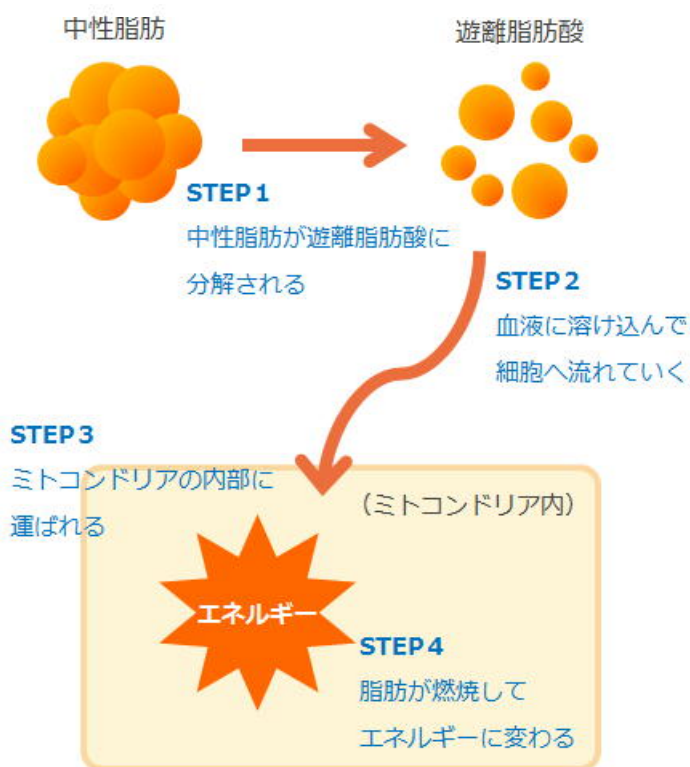 中性脂肪
遊離脂肪酸
STEP1
中性脂肪が遊離脂肪酸に
分解される
STEP2
血液に溶け込んで
細胞へ流れていく
STEP3
ミトコンドリアの内部に
運ばれる
（ミトコンドリア内）
エネルギー
STEP4
脂肪が燃焼して
エネルギーに変わる